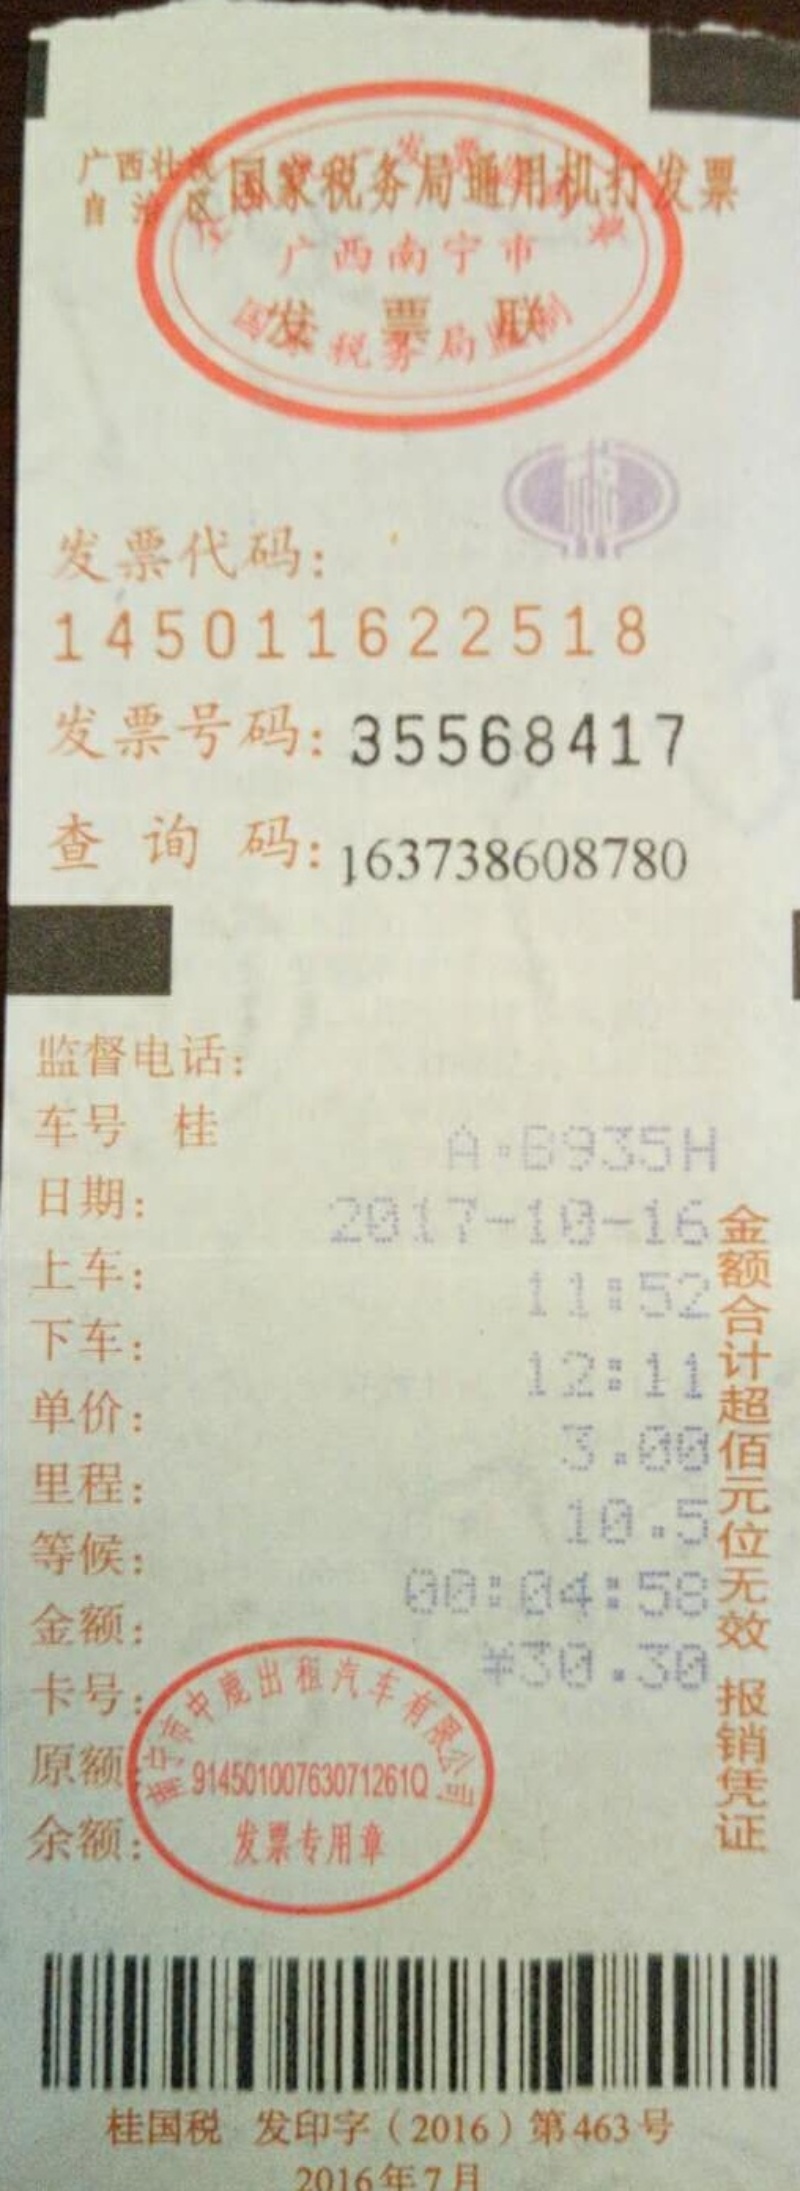 广西壮族
自治区
国家税务局通用机打发票
全国统一发票监制章
广西南宁市
发票联
国家税务局监制
发票代码:
145011622518
发票号码: 35568417
查询码: 163738608780
监督电话:
车号 桂 A·B935H
日期: 2017-10-16
上车: 11:52
下车: 12:11
单价: 3.00
里程: 10.5
等候: 00:04:58
金额: ¥30.30
卡号:
原额:
余额:
金额合计超佰元位无效 报销凭证
南宁市中鹿出租汽车有限公司
91450100763071261Q
发票专用章
桂国税 发印字（2016）第463号
2016年7月